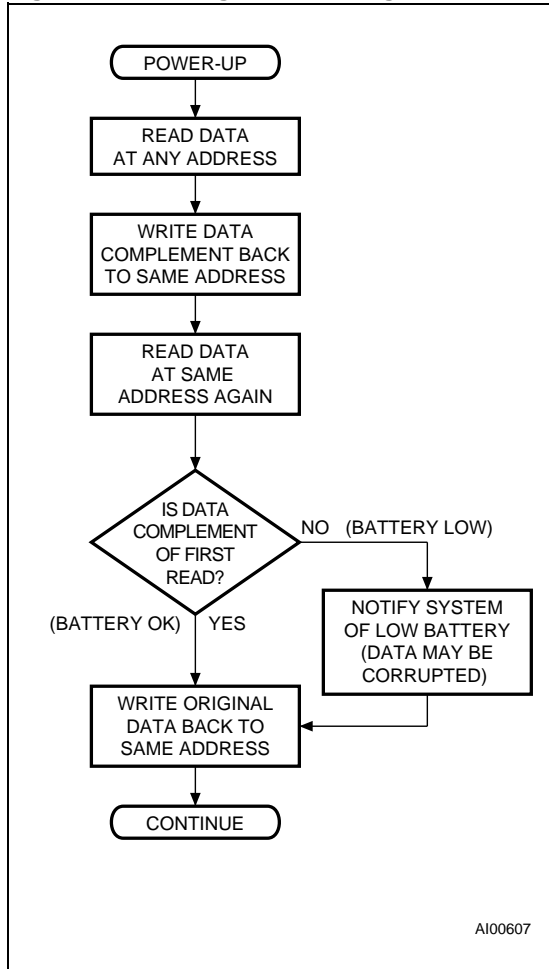 POWER-UP
READ DATA
AT ANY ADDRESS
WRITE DATA
COMPLEMENT BACK
TO SAME ADDRESS
READ DATA
AT SAME
ADDRESS AGAIN
IS DATA
COMPLEMENT
OF FIRST
READ?
NO (BATTERY LOW)
NOTIFY SYSTEM
OF LOW BATTERY
(DATA MAY BE
CORRUPTED)
(BATTERY OK) YES
WRITE ORIGINAL
DATA BACK TO
SAME ADDRESS
CONTINUE
AI00607